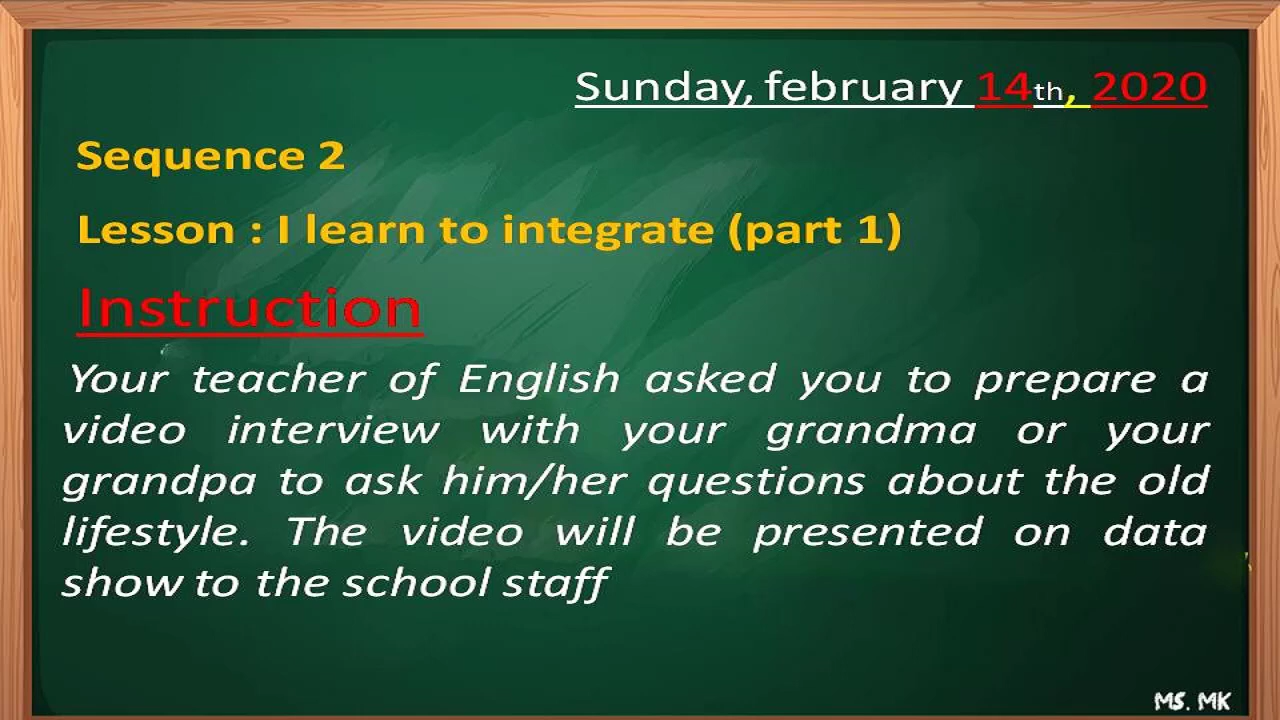 Sunday, february 14th, 2020
Sequence 2
Lesson : I learn to integrate (part 1)
Instruction
Your teacher of English asked you to prepare a
video interview with your grandma or your
grandpa to ask him/her questions about the old
lifestyle. The video will be presented on data
show to the school staff
MS. MK